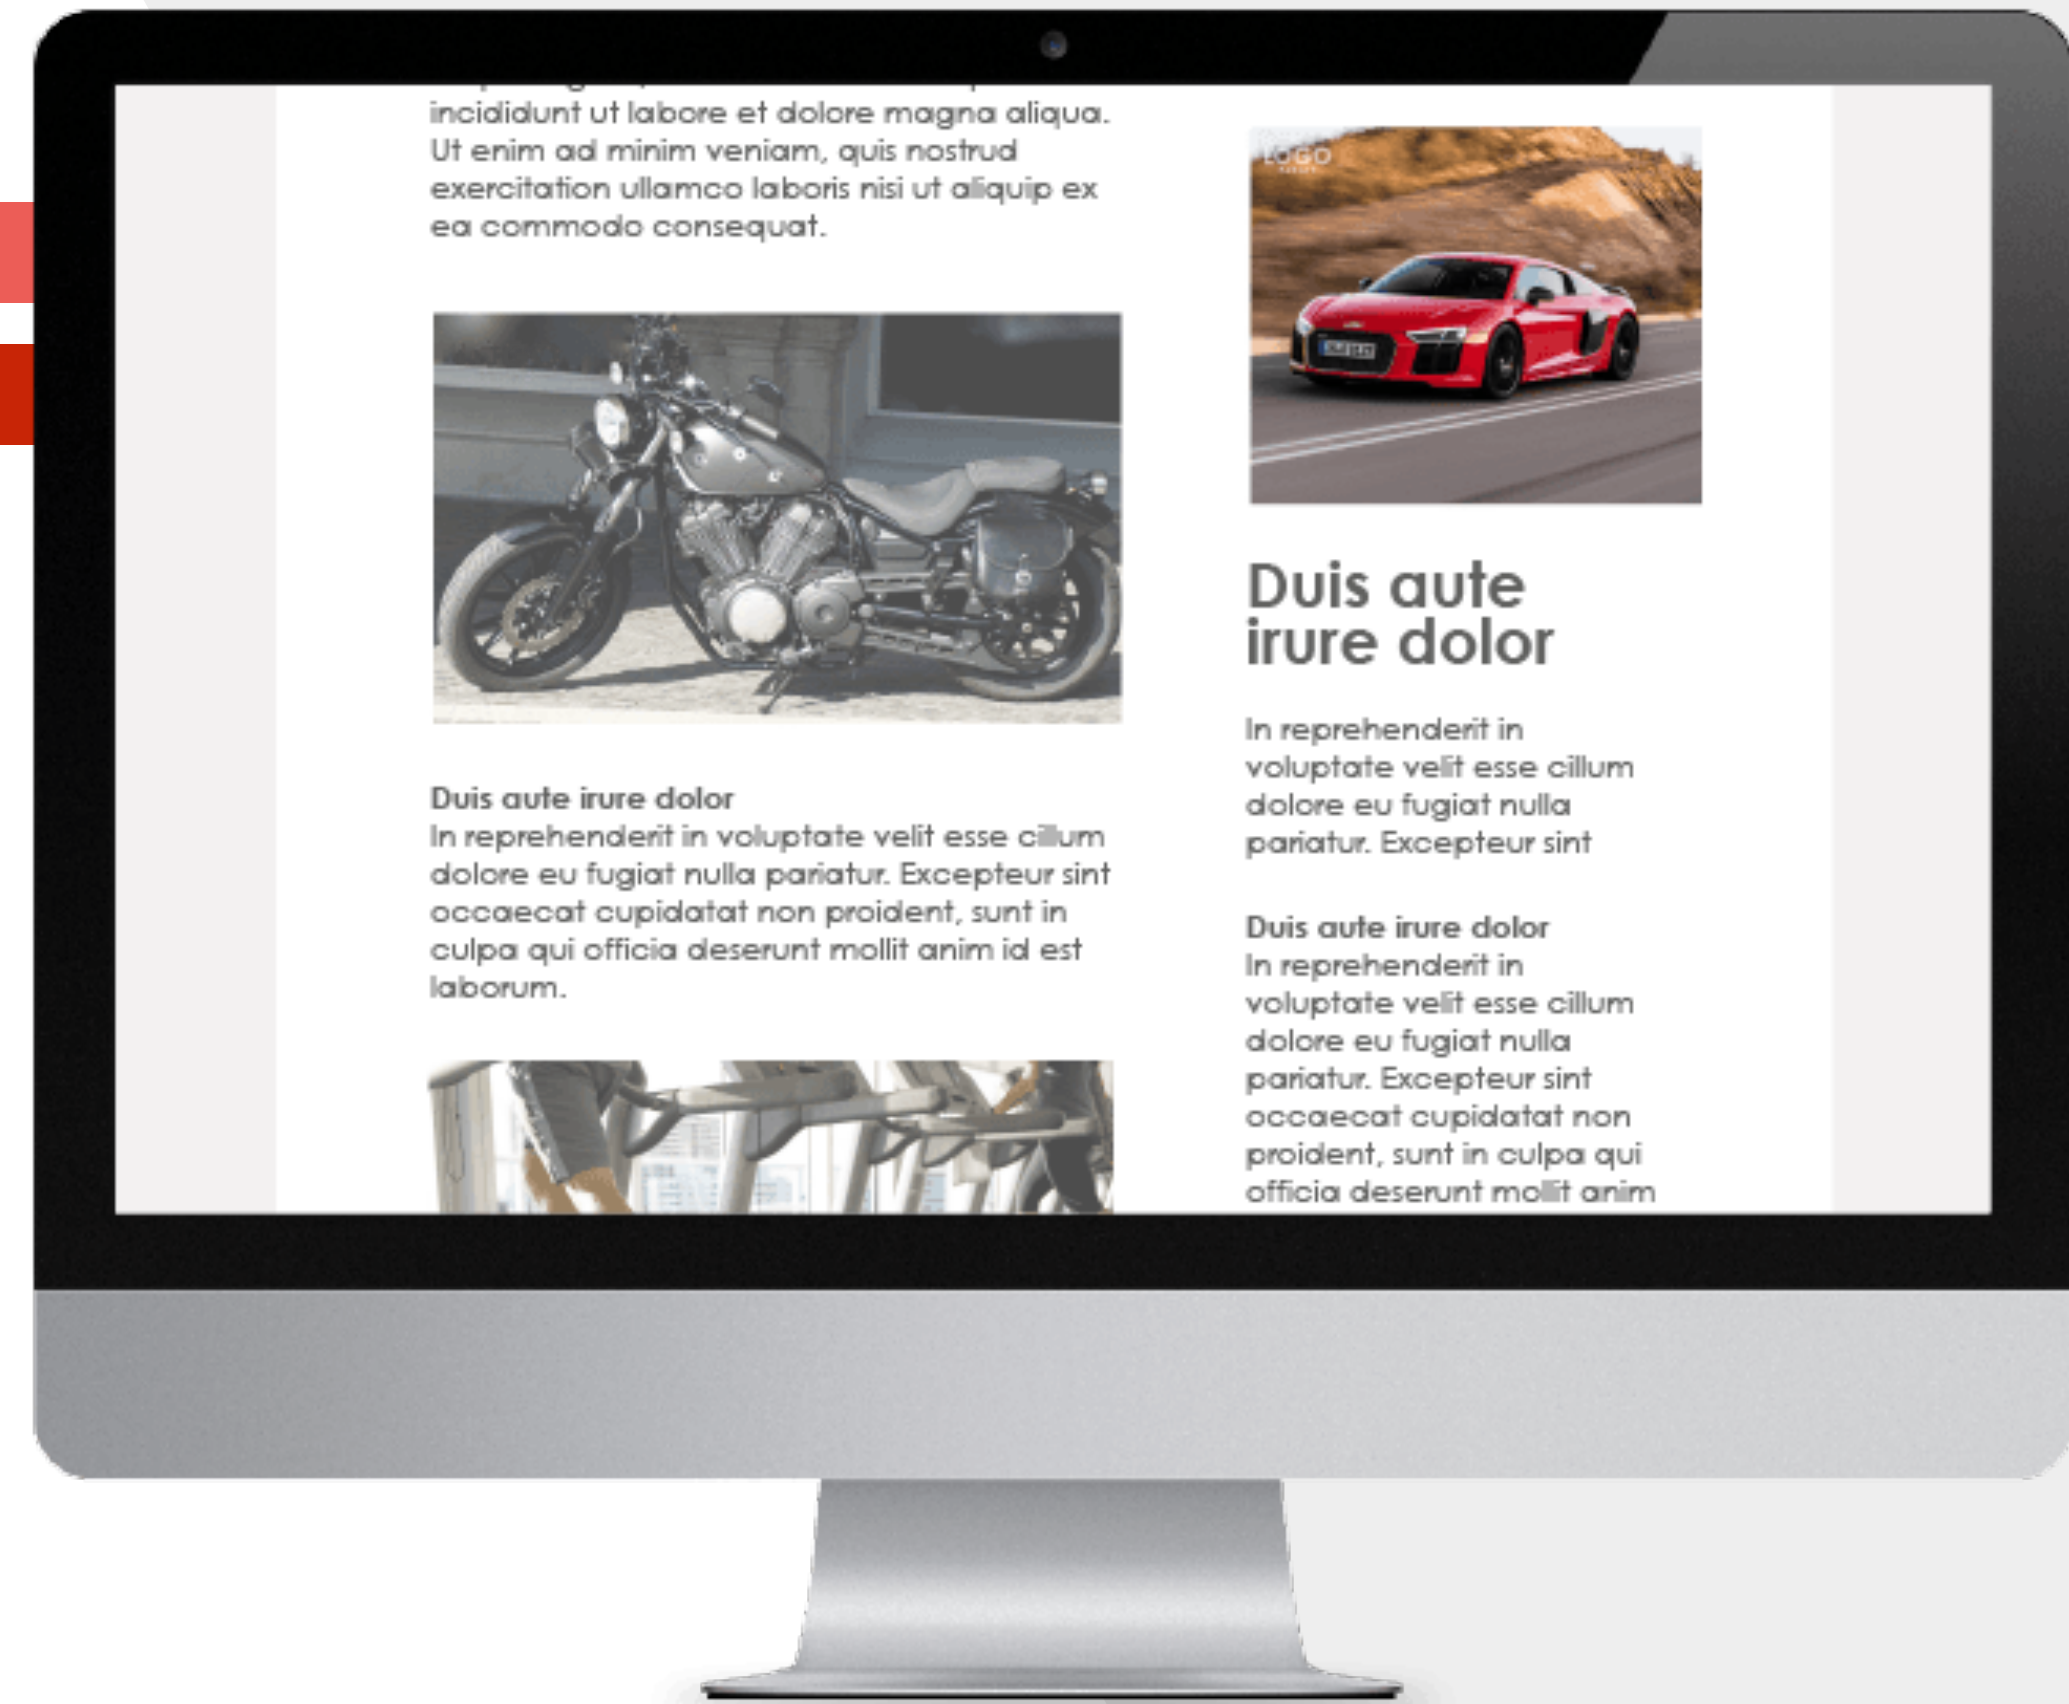 incididunt ut labore et dolore magna aliqua.
Ut enim ad minim veniam, quis nostrud
exercitation ullamco laboris nisi ut aliquip ex
ea commodo consequat.
Duis aute irure dolor
In reprehenderit in voluptate velit esse cillum
dolore eu fugiat nulla pariatur. Excepteur sint
occaecat cupidatat non proident, sunt in
culpa qui officia deserunt mollit anim id est
laborum.
LOGO
Duis aute
irure dolor
In reprehenderit in
voluptate velit esse cillum
dolore eu fugiat nulla
pariatur. Excepteur sint
Duis aute irure dolor
In reprehenderit in
voluptate velit esse cillum
dolore eu fugiat nulla
pariatur. Excepteur sint
occaecat cupidatat non
proident, sunt in culpa qui
officia deserunt mollit anim